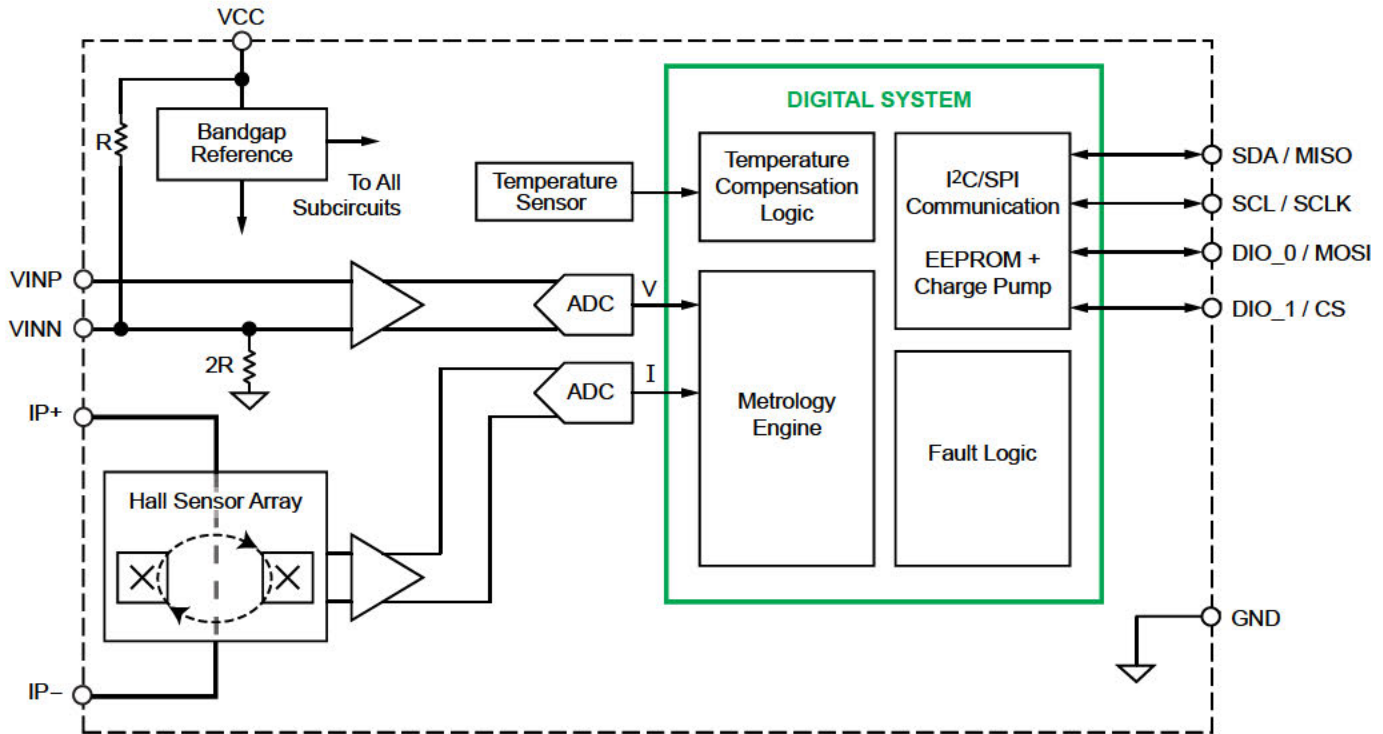 VCC
DIGITAL SYSTEM
R
Bandgap
Reference
To All
Subcircuits
Temperature
Sensor
Temperature
Compensation
Logic
I²C/SPI
Communication
EEPROM +
Charge Pump
SDA / MISO
SCL / SCLK
DIO_0 / MOSI
DIO_1 / CS
VINP
VINN
2R
ADC
V
ADC
I
Metrology
Engine
Fault Logic
IP+
Hall Sensor Array
IP–
GND